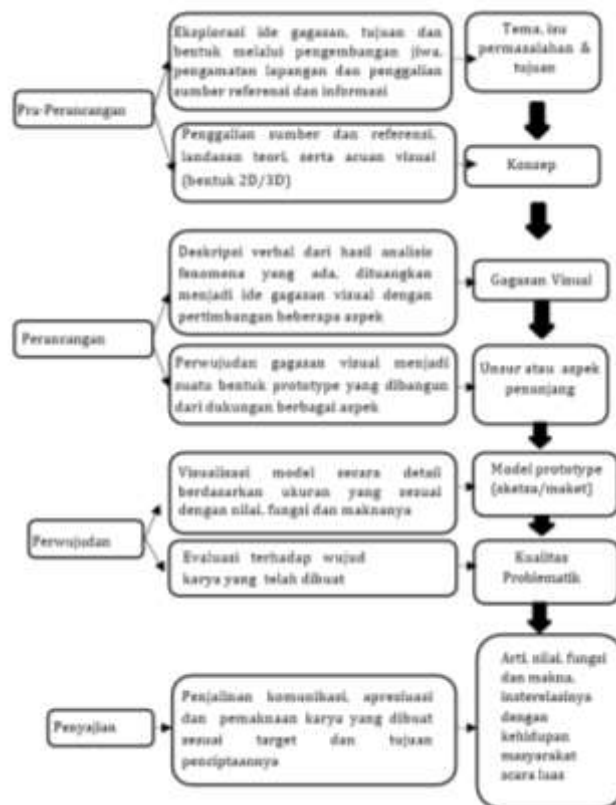 Eksplorasi ide gagasan, tujuan dan
bentuk melalui pengembangan jiwa,
pengamatan lapangan dan penggalian
sumber referensi dan informasi
Tema, isu
permasalahan &
tujuan
Pra-Perancangan
Penggalian sumber dan referensi,
landasan teori, serta acuan visual
(bentuk 2D/3D)
Konsep
Deskripsi verbal dari hasil analisis
fenomena yang ada, dituangkan
menjadi ide gagasan visual dengan
pertimbangan beberapa aspek
Gagasan Visual
Perancangan
Perwujudan gagasan visual menjadi
suatu bentuk prototype yang dibangun
dari dukungan berbagai aspek
Unsur atau aspek
penunjang
Visualisasi model secara detail
berdasarkan ukuran yang sesuai
dengan nilai, fungsi dan maknanya
Model prototype
(sketsa/maket)
Perwujudan
Evaluasi terhadap wujud
karya yang telah dibuat
Kualitas
Problematik
Penyajian
Penjalinan komunikasi, apresiuasi
dan pemaknaan karya yang dibuat
sesuai target dan tujuan
penciptaannya
Arti, nilai, fungsi
dan makna,
insterelasinya
dengan
kehidupan
masyarakat
scara luas